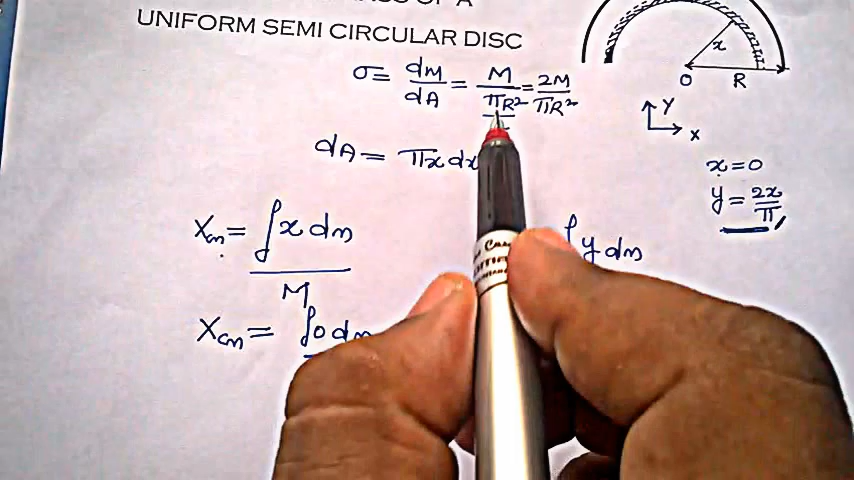 UNIFORM SEMI CIRCULAR DISC
σ = dM/dA = M/(πR²/2) = 2M/πR²
dA = πx dx
x
O R
Y
X
x = 0
y = 2x/π
Xcm = ∫x dm / M
∫y dm
Xcm = ∫0 dm